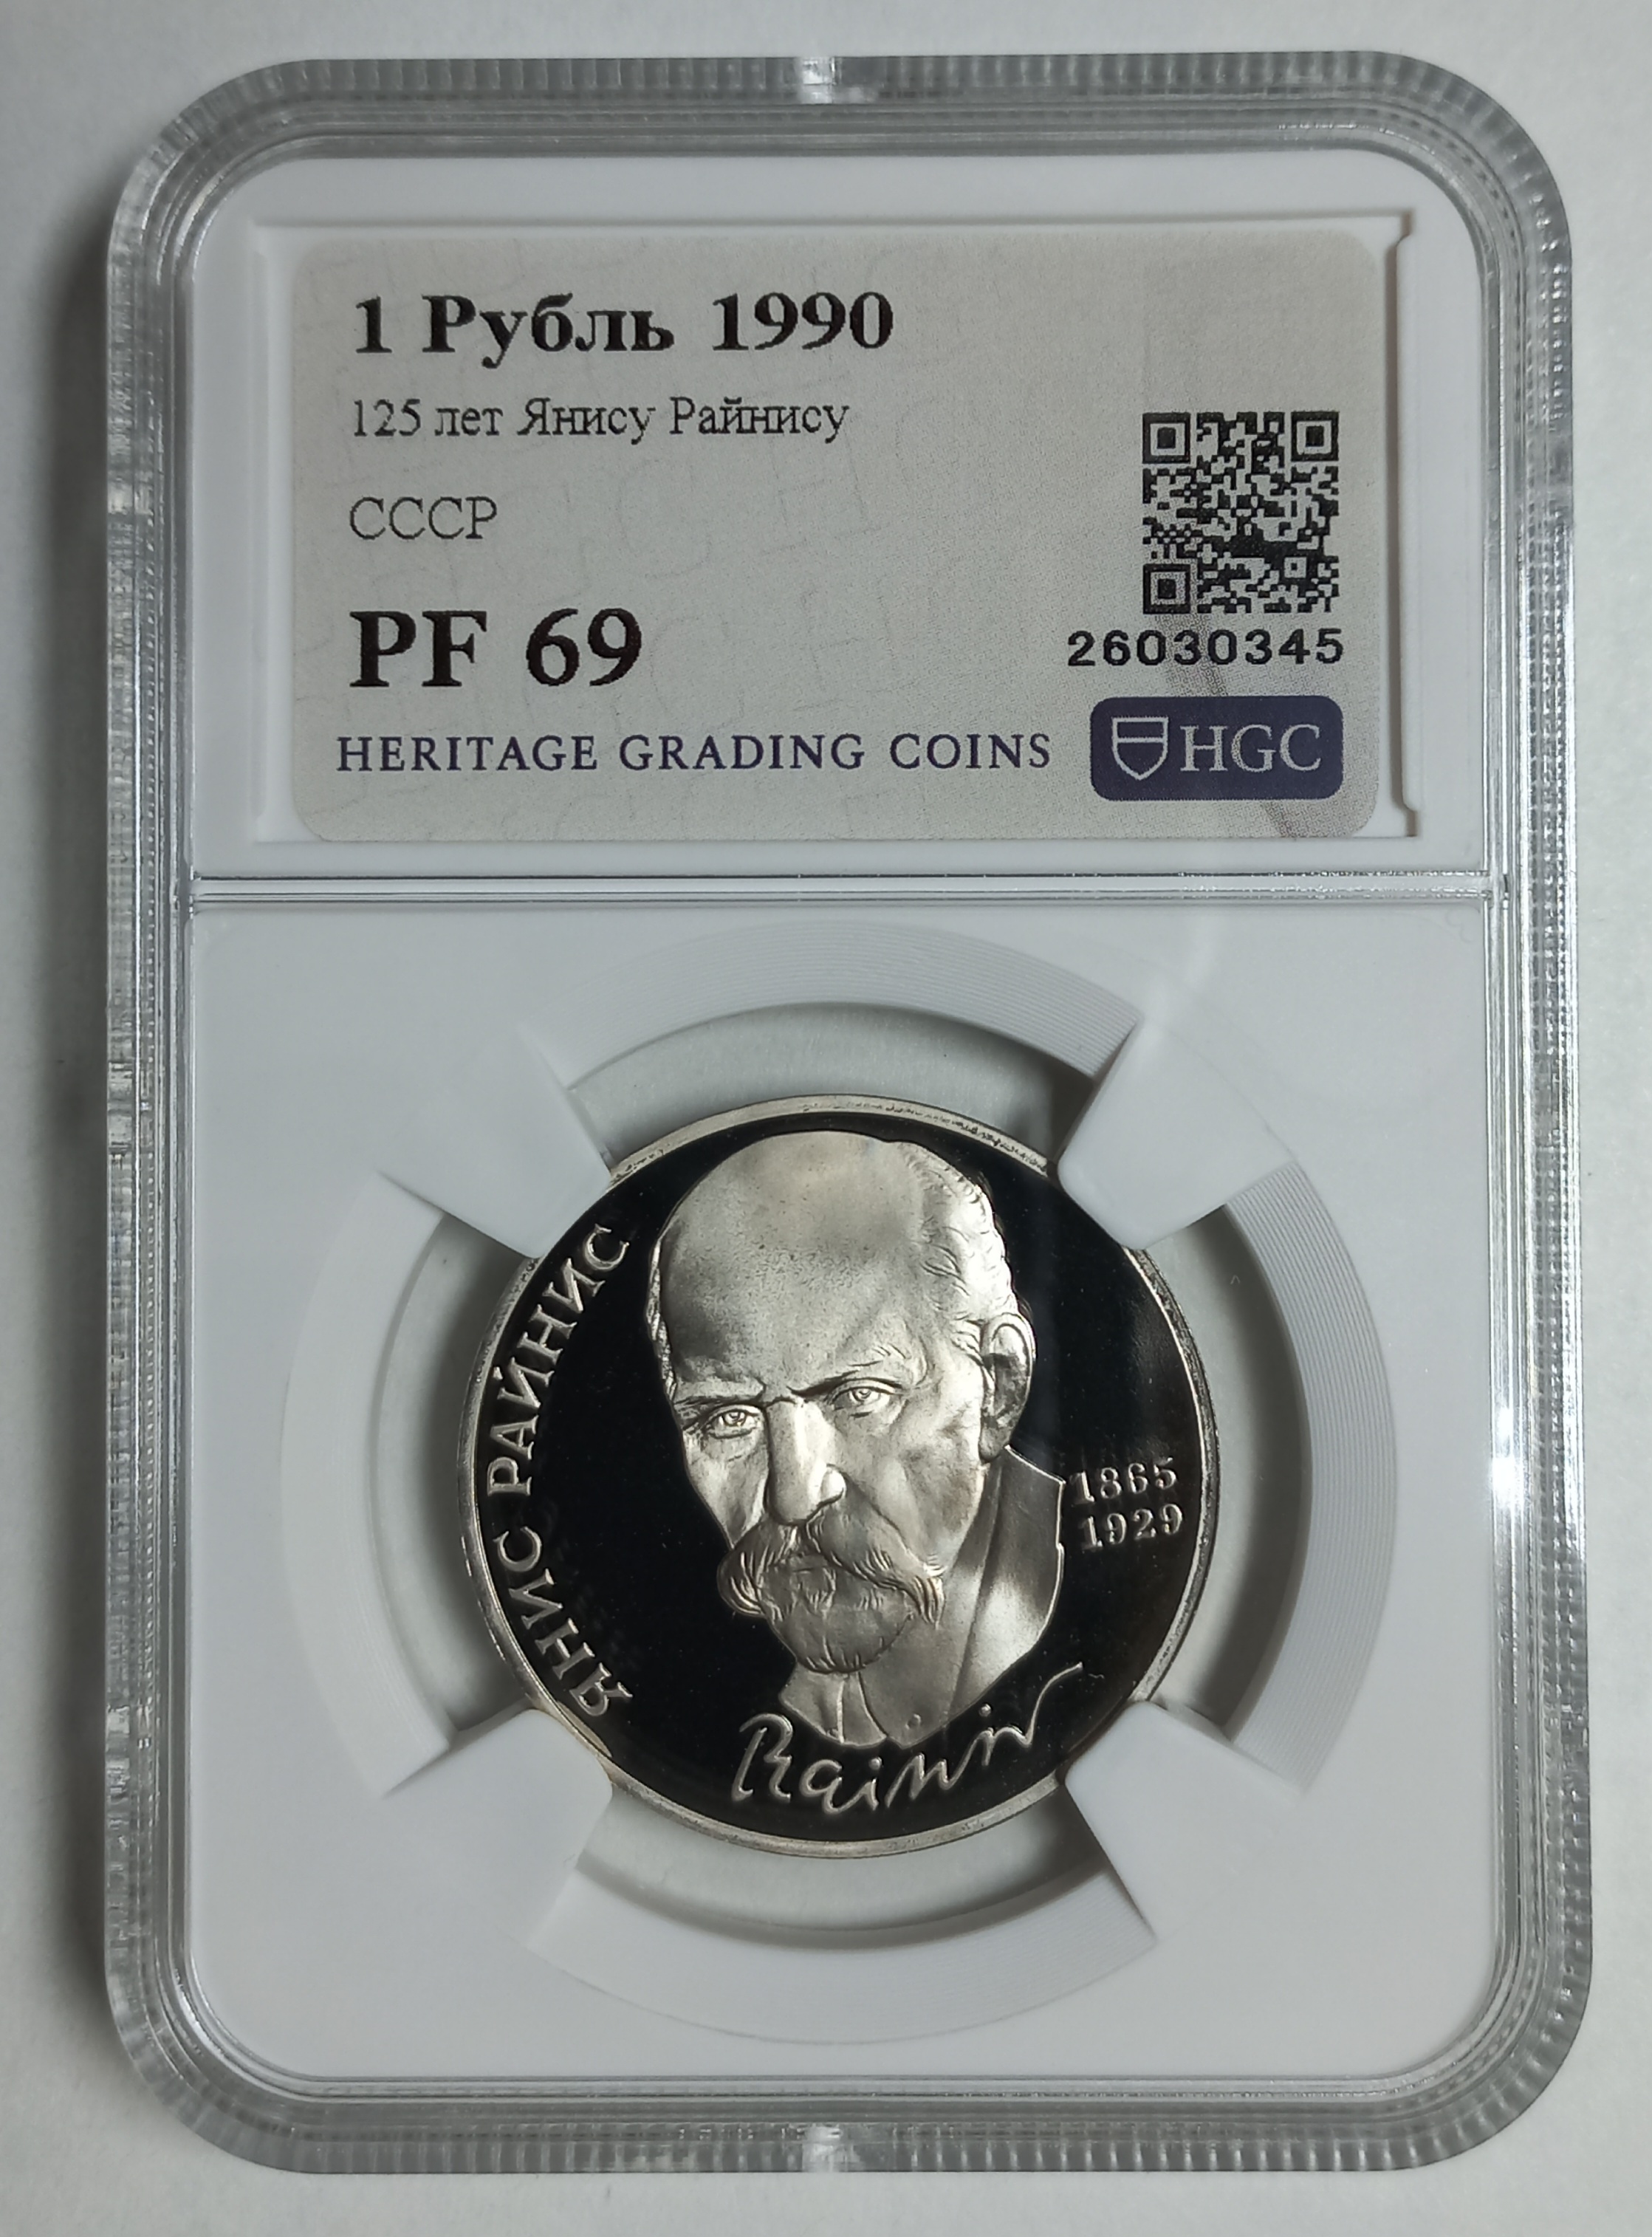 1 Рубль 1990
125 лет Янису Райнису
СССР
PF 69
26030345
HERITAGE GRADING COINS
HGC
ЯНИС РАЙНИС
1865
1929
Rainis